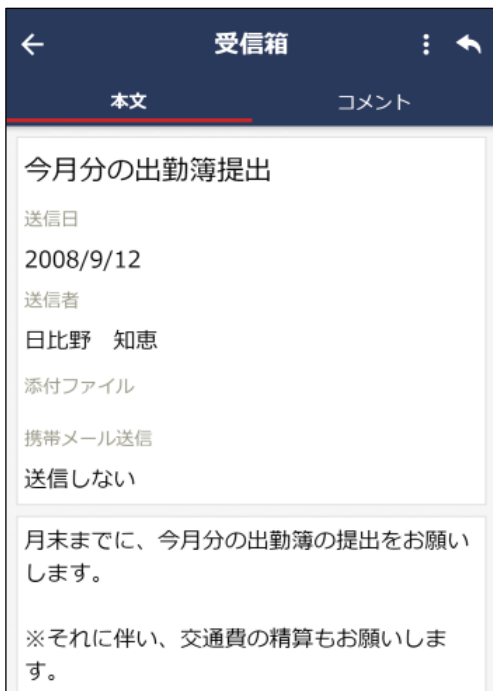 受信箱
本文
コメント
今月分の出勤簿提出
送信日
2008/9/12
送信者
日比野　知恵
添付ファイル
携帯メール送信
送信しない
月末までに、今月分の出勤簿の提出をお願い
します。
※それに伴い、交通費の精算もお願いしま
す。